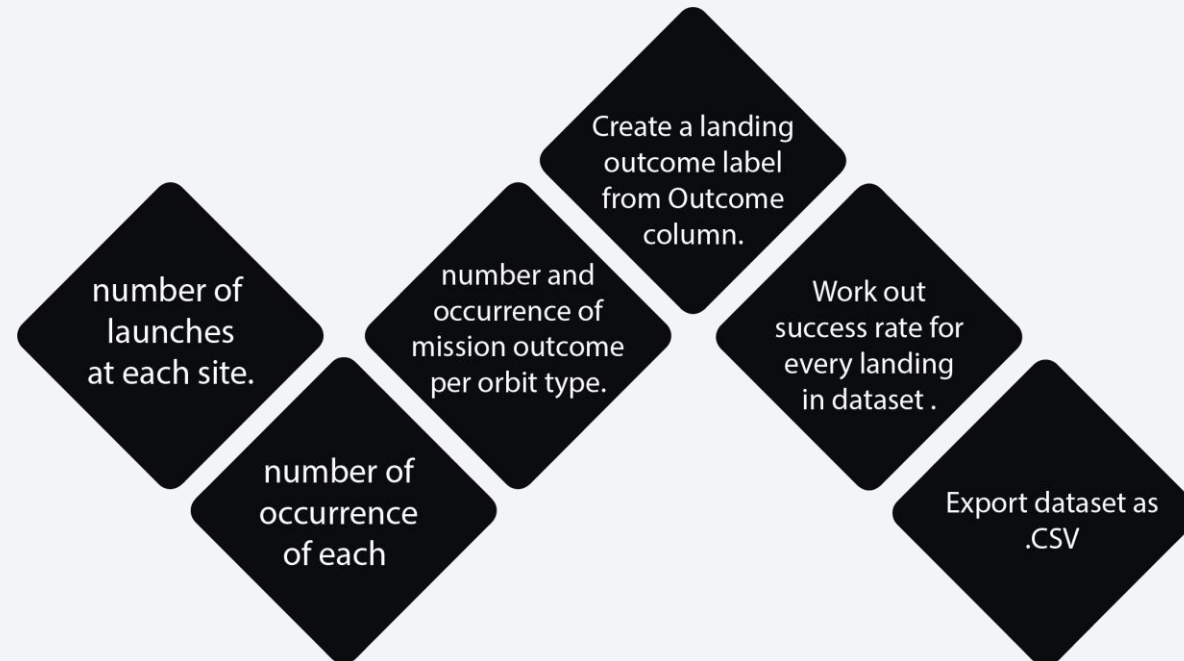 number of
launches
at each site.
number of
occurrence
of each
number and
occurrence of
mission outcome
per orbit type.
Create a landing
outcome label
from Outcome
column.
Work out
success rate for
every landing
in dataset .
Export dataset as
.CSV